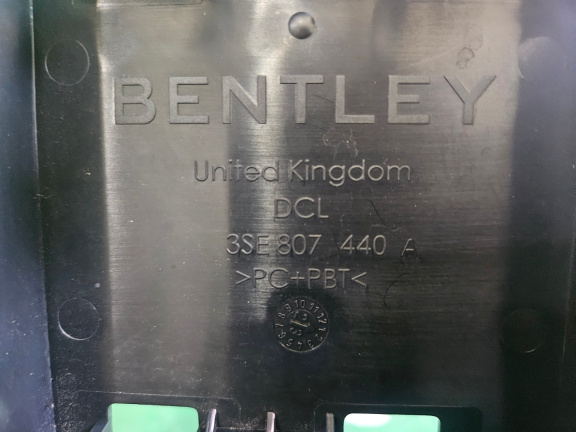 BENTLEY
United Kingdom
DCL
3SE 807 440 A
>PC+PBT<